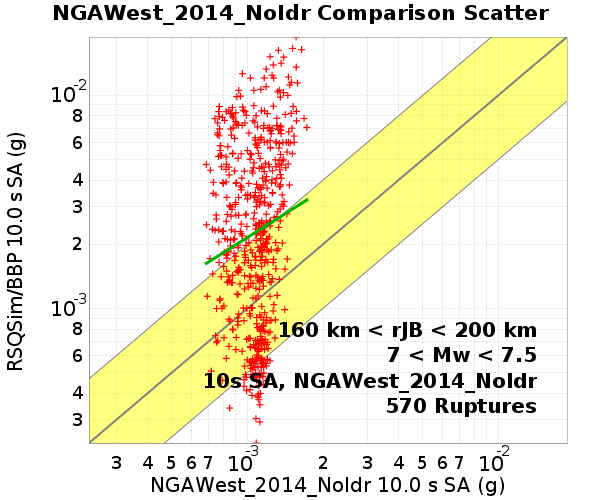 NGAWest_2014_NoIdr Comparison Scatter
RSQSim/BBP 10.0 s SA (g)
10-2
8
6
4
3
2
10-3
8
6
4
3
160 km < rJB < 200 km
7 < Mw < 7.5
10s SA, NGAWest_2014_NoIdr
570 Ruptures
3 4 5 6 7 10-3 2 3 4 5 6 7 10-2
NGAWest_2014_NoIdr 10.0 s SA (g)